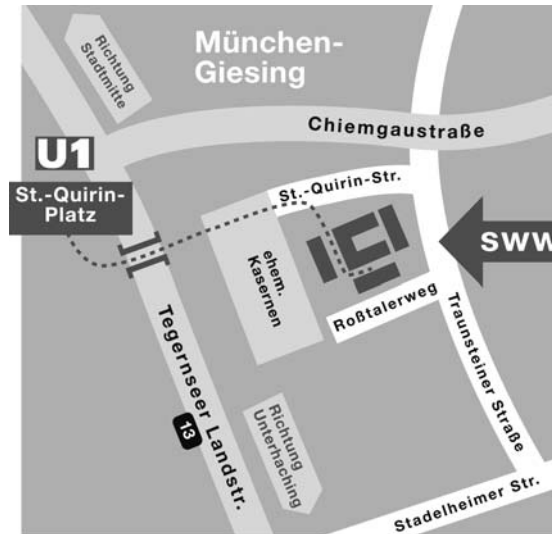 Richtung
Stadtmitte
München-
Giesing
Chiemgaustraße
U1
St.-Quirin-
Platz
St.-Quirin-Str.
ehem.
Kasernen
SWW
Roßtalerweg
Traunsteiner Straße
Tegernseer Landstr.
13
Richtung
Unterhaching
Stadelheimer Str.